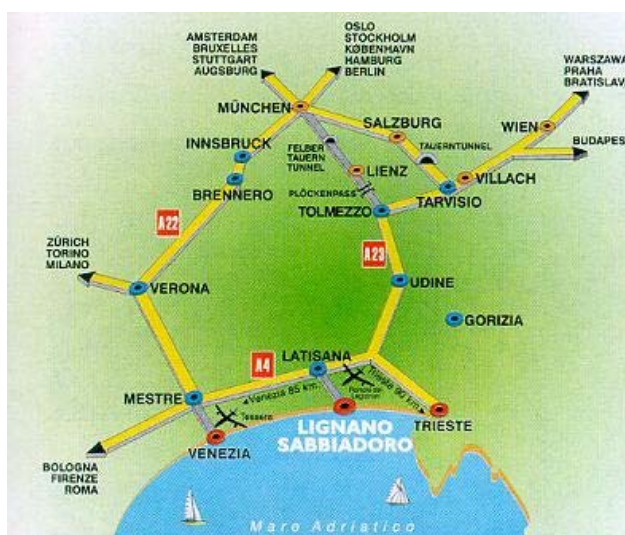 AMSTERDAM
BRUXELLES
STUTTGART
AUGSBURG
OSLO
STOCKHOLM
KØBENHAVN
HAMBURG
BERLIN
WARSZAWA
PRAHA
BRATISLAV
MÜNCHEN
SALZBURG
WIEN
BUDAPES
INNSBRUCK
FELBER
TAUERN
TUNNEL
TAUERNTUNNEL
LIENZ
VILLACH
BRENNERO
PLÖCKENPASS
TARVISIO
TOLMEZZO
A22
A23
ZÜRICH
TORINO
MILANO
VERONA
UDINE
GORIZIA
LATISANA
A4
Venezia 85 km.
Trieste 90 km.
MESTRE
Tessera
LIGNANO
SABBIADORO
TRIESTE
VENEZIA
BOLOGNA
FIRENZE
ROMA
Mare Adriatico